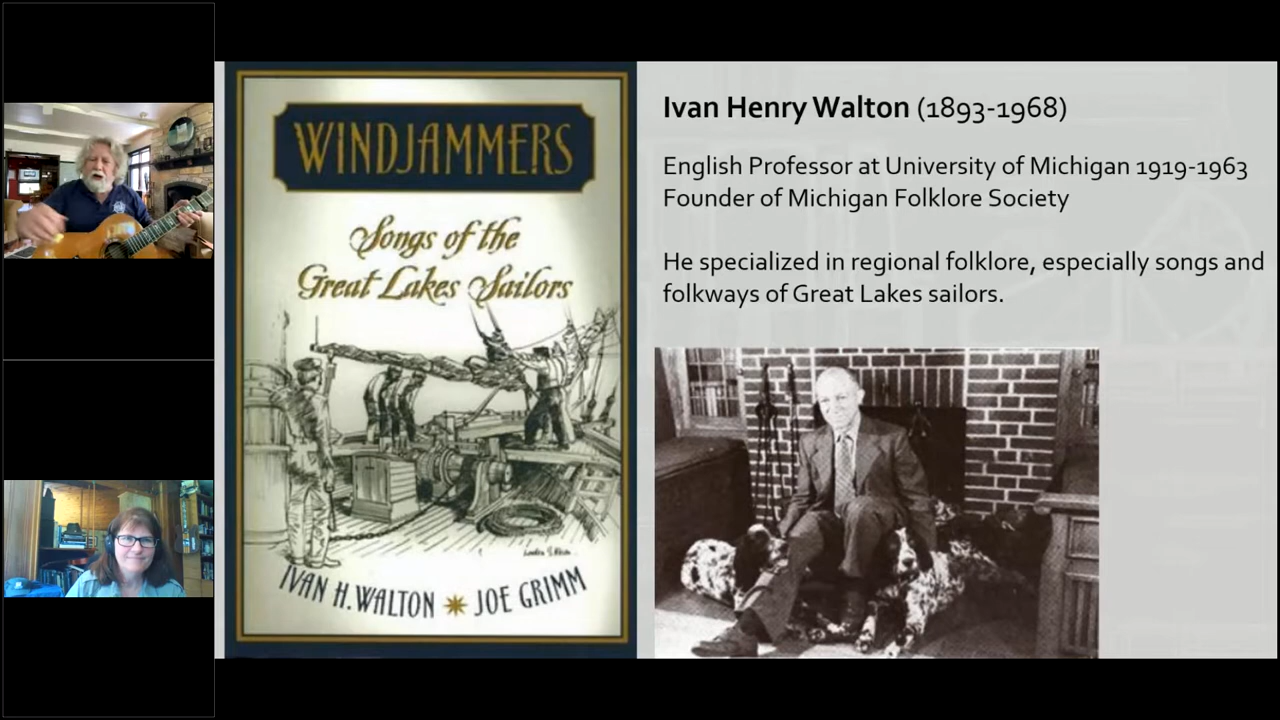 WINDJAMMERS
Songs of the
Great Lakes Sailors
IVAN H. WALTON ✷ JOE GRIMM
Ivan Henry Walton (1893-1968)
English Professor at University of Michigan 1919-1963
Founder of Michigan Folklore Society
He specialized in regional folklore, especially songs and
folkways of Great Lakes sailors.